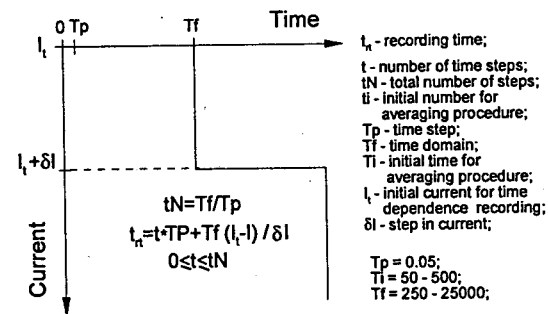 0 Tp Tf Time
I_t
I_t+δI
Current
tN=Tf/Tp
t_rt=t*TP+Tf (I_t-I) / δI
0≤t≤tN
t_rt - recording time;
t - number of time steps;
tN - total number of steps;
ti - initial number for
averaging procedure;
Tp - time step;
Tf - time domain;
Ti - initial time for
averaging procedure;
I_t - initial current for time
dependence recording;
δI - step in current;
Tp = 0.05;
Ti = 50 - 500;
Tf = 250 - 25000;